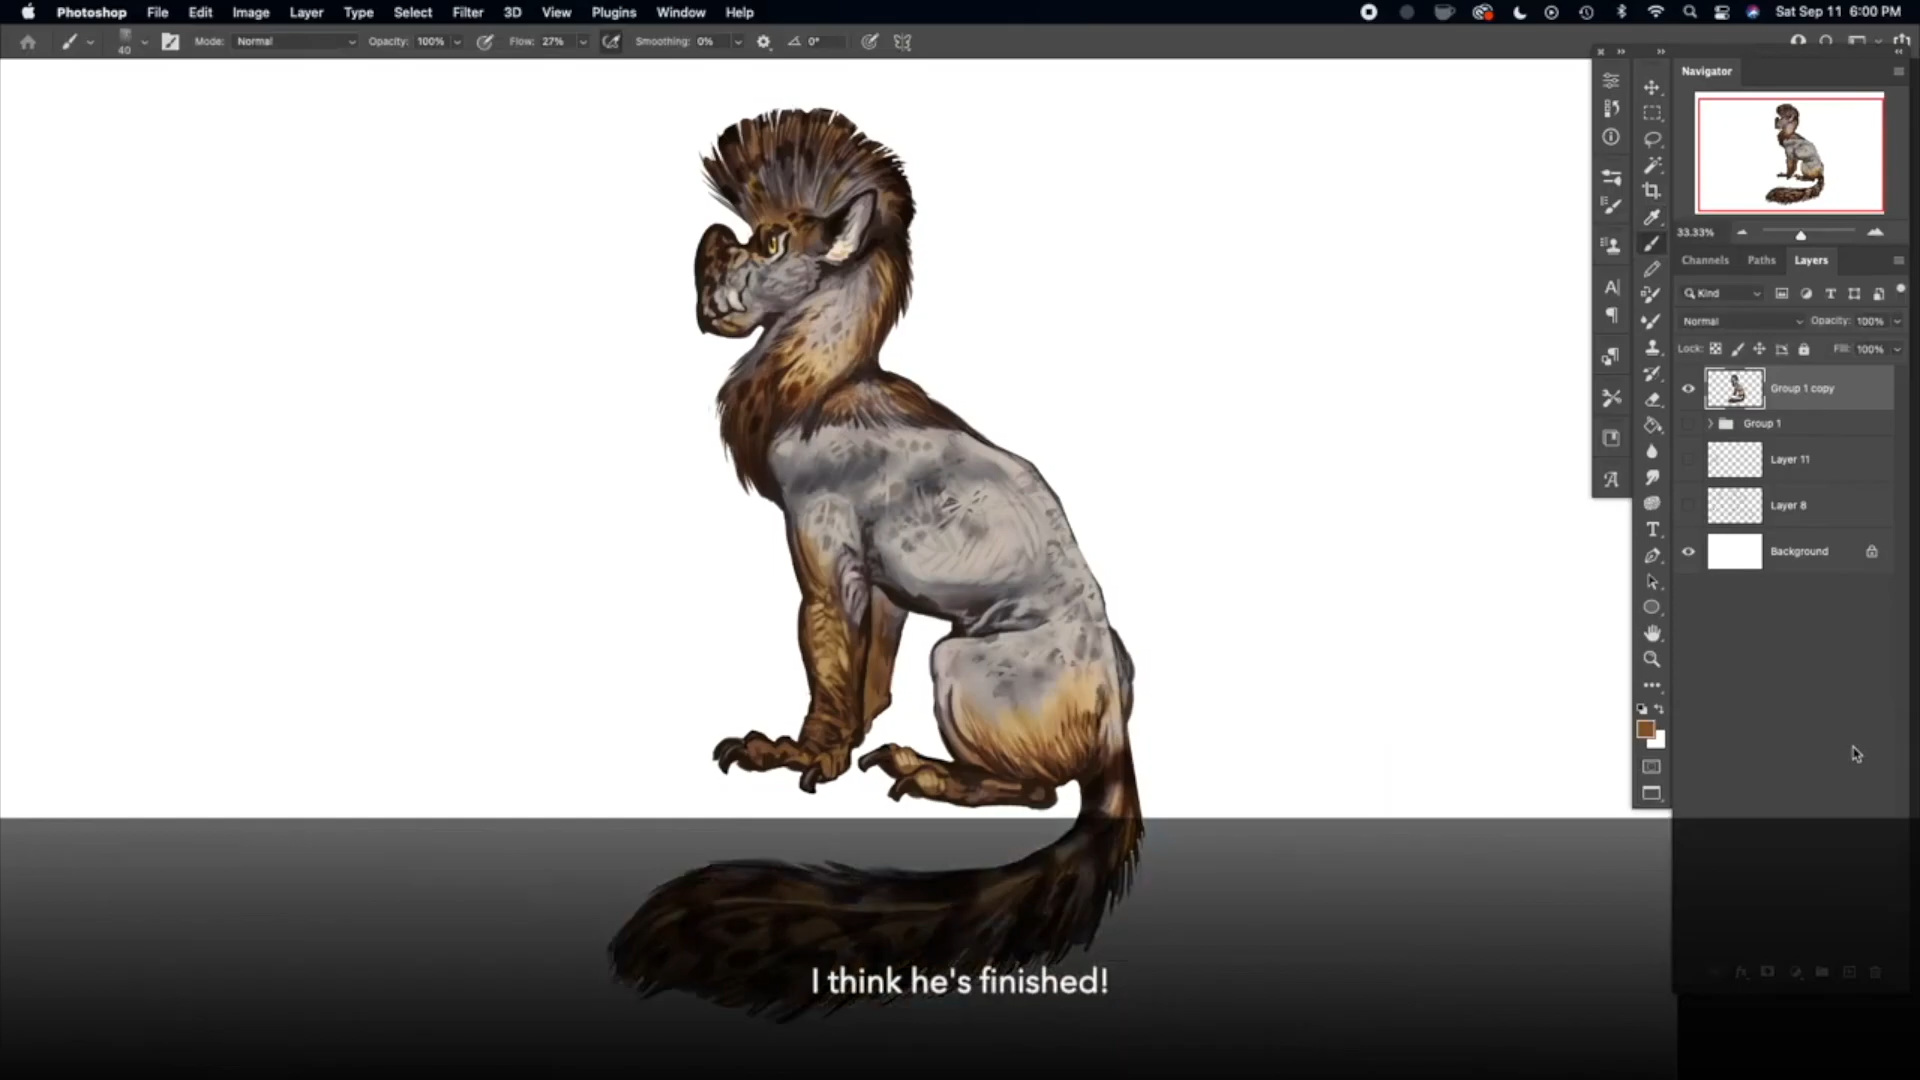 Photoshop File Edit Image Layer Type Select Filter 3D View Plugins Window Help Sat Sep 11 6:00 PM
40 Mode: Normal Opacity: 100% Flow: 27% Smoothing: 0% 0°
Navigator
33.33%
Channels Paths Layers
Kind
Normal Opacity: 100%
Lock: Fill: 100%
Group 1 copy
Group 1
Layer 11
Layer 8
Background
I think he's finished!